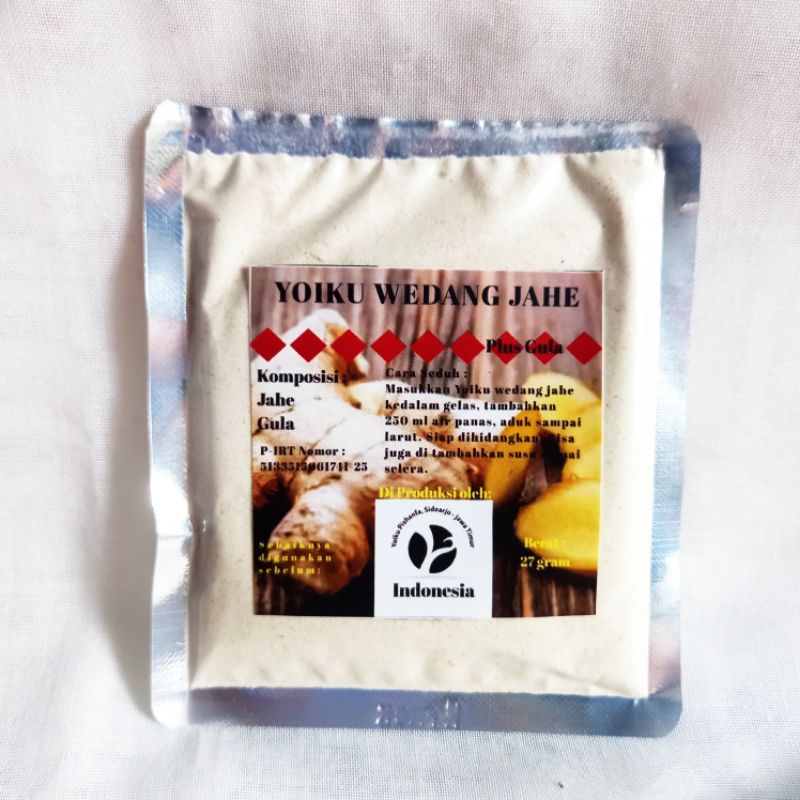 YOIKU WEDANG JAHE
Plus Gula
Komposisi :
Jahe
Gula
P-IRT Nomor :
Cara Seduh :
Masukkan Yoiku wedang jahe
kedalam gelas, tambahkan
250 ml air panas, aduk sampai
larut. Siap dihidangkan
juga di tambahkan susu
selera.
Di Produksi oleh:
Yoiku Pishanfa, Sidoarjo - Jawa Timur
Indonesia
Sebaiknya
digunakan
sebelum:
Berat :
27 gram